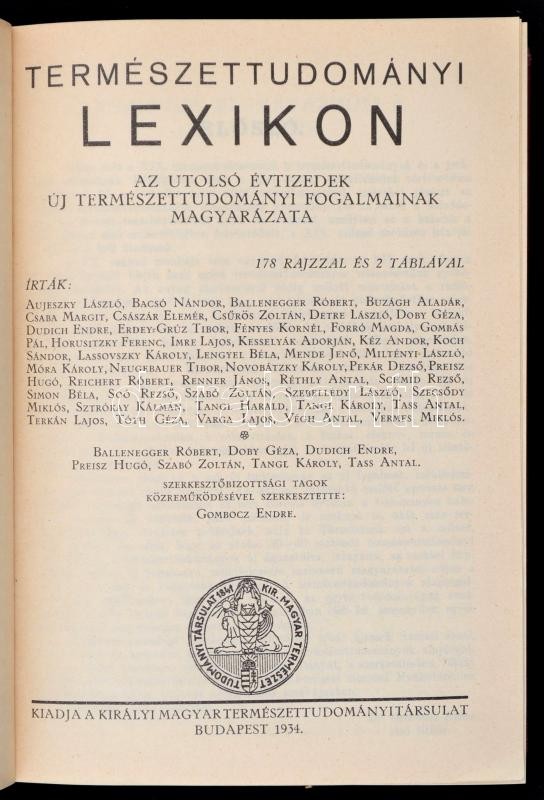 TERMÉSZETTUDOMÁNYI
LEXIKON
AZ UTOLSÓ ÉVTIZEDEK
ÚJ TERMÉSZETTUDOMÁNYI FOGALMAINAK
MAGYARÁZATA
178 RAJZZAL ÉS 2 TÁBLÁVAL
ÍRTÁK:
AUJESZKY LÁSZLÓ, BACSÓ NÁNDOR, BALLENEGGER RÓBERT, BUZÁGH ALADÁR,
CSABA MARGIT, CSÁSZÁR ELEMÉR, CSŰRÖS ZOLTÁN, DETRE LÁSZLÓ, DOBY GÉZA,
DUDICH ENDRE, ERDEY-GRÚZ TIBOR, FÉNYES KORNÉL, FORRÓ MAGDA, GOMBÁS
PÁL, HORUSITZKY FERENC, IMRE LAJOS, KESSELYÁK ADORJÁN, KÉZ ANDOR, KOCH
SÁNDOR, LASSOVSZKY KÁROLY, LENGYEL BÉLA, MENDE JENŐ, MILTÉNYI LÁSZLÓ,
MÓRA KÁROLY, NEUGEBAUER TIBOR, NOVOBÁTZKY KÁROLY, PEKÁR DEZSŐ, PREISZ
HUGÓ, REICHERT RÓBERT, RENNER JÁNOS, RÉTHLY ANTAL, SCHMID REZSŐ,
SIMON BÉLA, SOÓ REZSŐ, SZABÓ ZOLTÁN, SZEBELLÉDY LÁSZLÓ, SZECSŐDY
MIKLÓS, SZTRÓKAY KÁLMÁN, TANGL HARALD, TANGL KÁROLY, TASS ANTAL,
TERKÁN LAJOS, TÓTH GÉZA, VARGA LAJOS, VÉGH ANTAL, VERMES MIKLÓS.
BALLENEGGER RÓBERT, DOBY GÉZA, DUDICH ENDRE,
PREISZ HUGÓ, SZABÓ ZOLTÁN, TANGL KÁROLY, TASS ANTAL.
SZERKESZTŐBIZOTTSÁGI TAGOK
KÖZREMŰKÖDÉSÉVEL SZERKESZTETTE:
GOMBOCZ ENDRE.
KIR. MAGYAR TERMÉSZET
TUDOMÁNYI TÁRSULAT 1841
KIADJA A KIRÁLYI MAGYAR TERMÉSZETTUDOMÁNYI TÁRSULAT
BUDAPEST 1934.